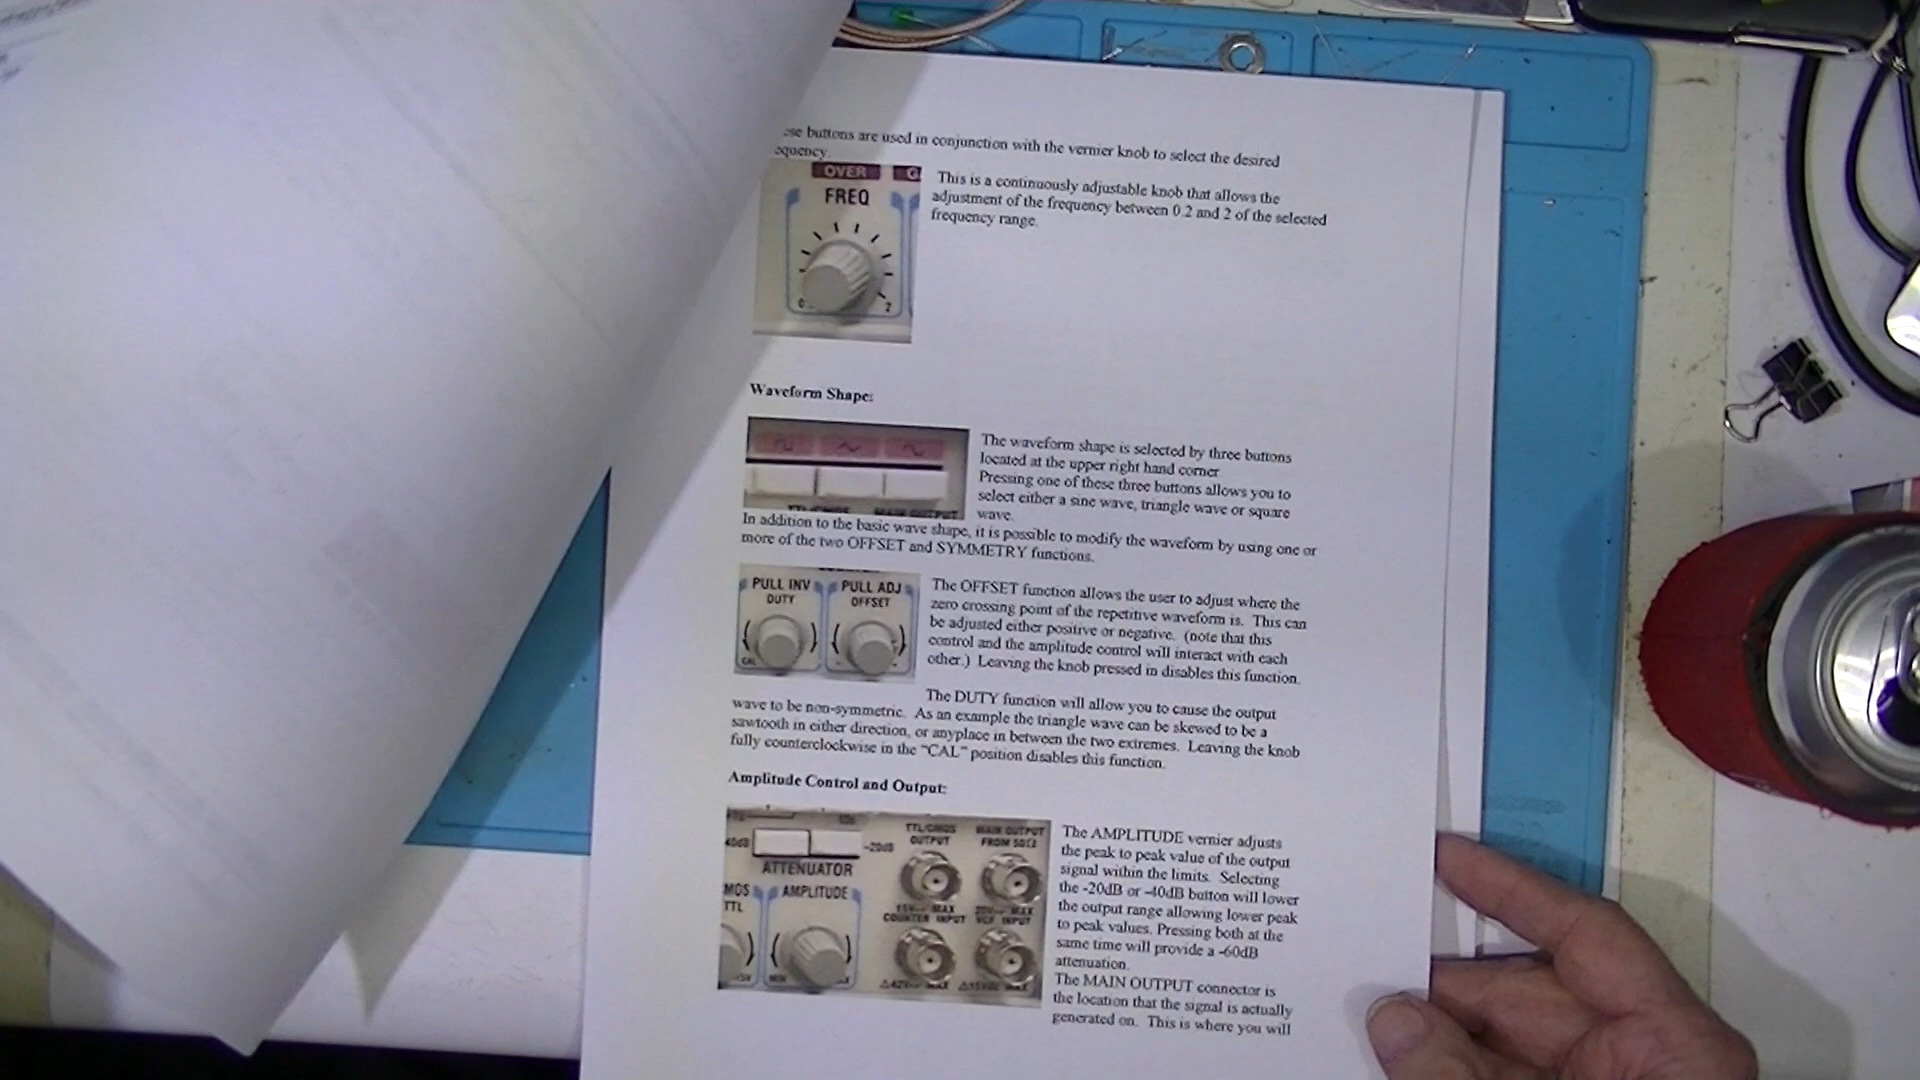 buttons are used in conjunction with the vernier knob to select the desired
OVER
FREQ
2
This is a continuously adjustable knob that allows the
adjustment of the frequency between 0.2 and 2 of the selected
frequency range.
Waveform Shape:
The waveform shape is selected by three buttons
located at the upper right hand corner
Pressing one of these three buttons allows you to
select either a sine wave, triangle wave or square
wave.
MAIN OUTPUT
In addition to the basic wave shape, it is possible to modify the waveform by using one or
more of the two OFFSET and SYMMETRY functions.
PULL INV
DUTY
CAL
PULL ADJ
OFFSET
The OFFSET function allows the user to adjust where the
zero crossing point of the repetitive waveform is. This can
be adjusted either positive or negative. (note that this
control and the amplitude control will interact with each
other.) Leaving the knob pressed in disables this function.
The DUTY function will allow you to cause the output
wave to be non-symmetric. As an example the triangle wave can be skewed to be a
sawtooth in either direction, or anyplace in between the two extremes. Leaving the knob
fully counterclockwise in the "CAL" position disables this function.
Amplitude Control and Output:
-20dB
ATTENUATOR
MOS
TTL
AMPLITUDE
MIN
TTL/CMOS
OUTPUT
MAIN OUTPUT
FROM 50Ω
MAX
COUNTER INPUT
MAX
VCF INPUT
The AMPLITUDE vernier adjusts
the peak to peak value of the output
signal within the limits. Selecting
the -20dB or -40dB button will lower
the output range allowing lower peak
to peak values. Pressing both at the
same time will provide a -60dB
attenuation.
The MAIN OUTPUT connector is
the location that the signal is actually
generated on. This is where you will